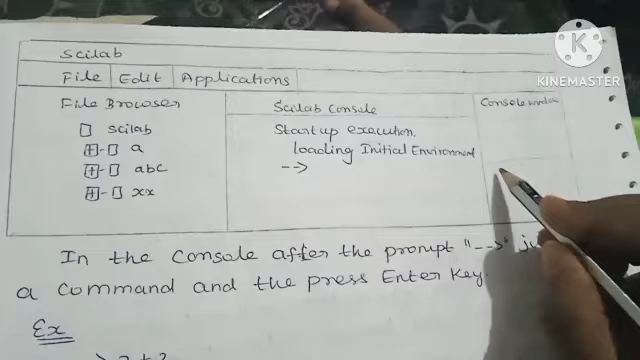 Scilab
File Edit Applications
File Browser
scilab
a
abc
xx
Scilab Console
Startup execution.
loading Initial Environment
-->
Console window
In the console after the prompt "-->"
a command and the press Enter Key.
Ex
K
KINEMASTER